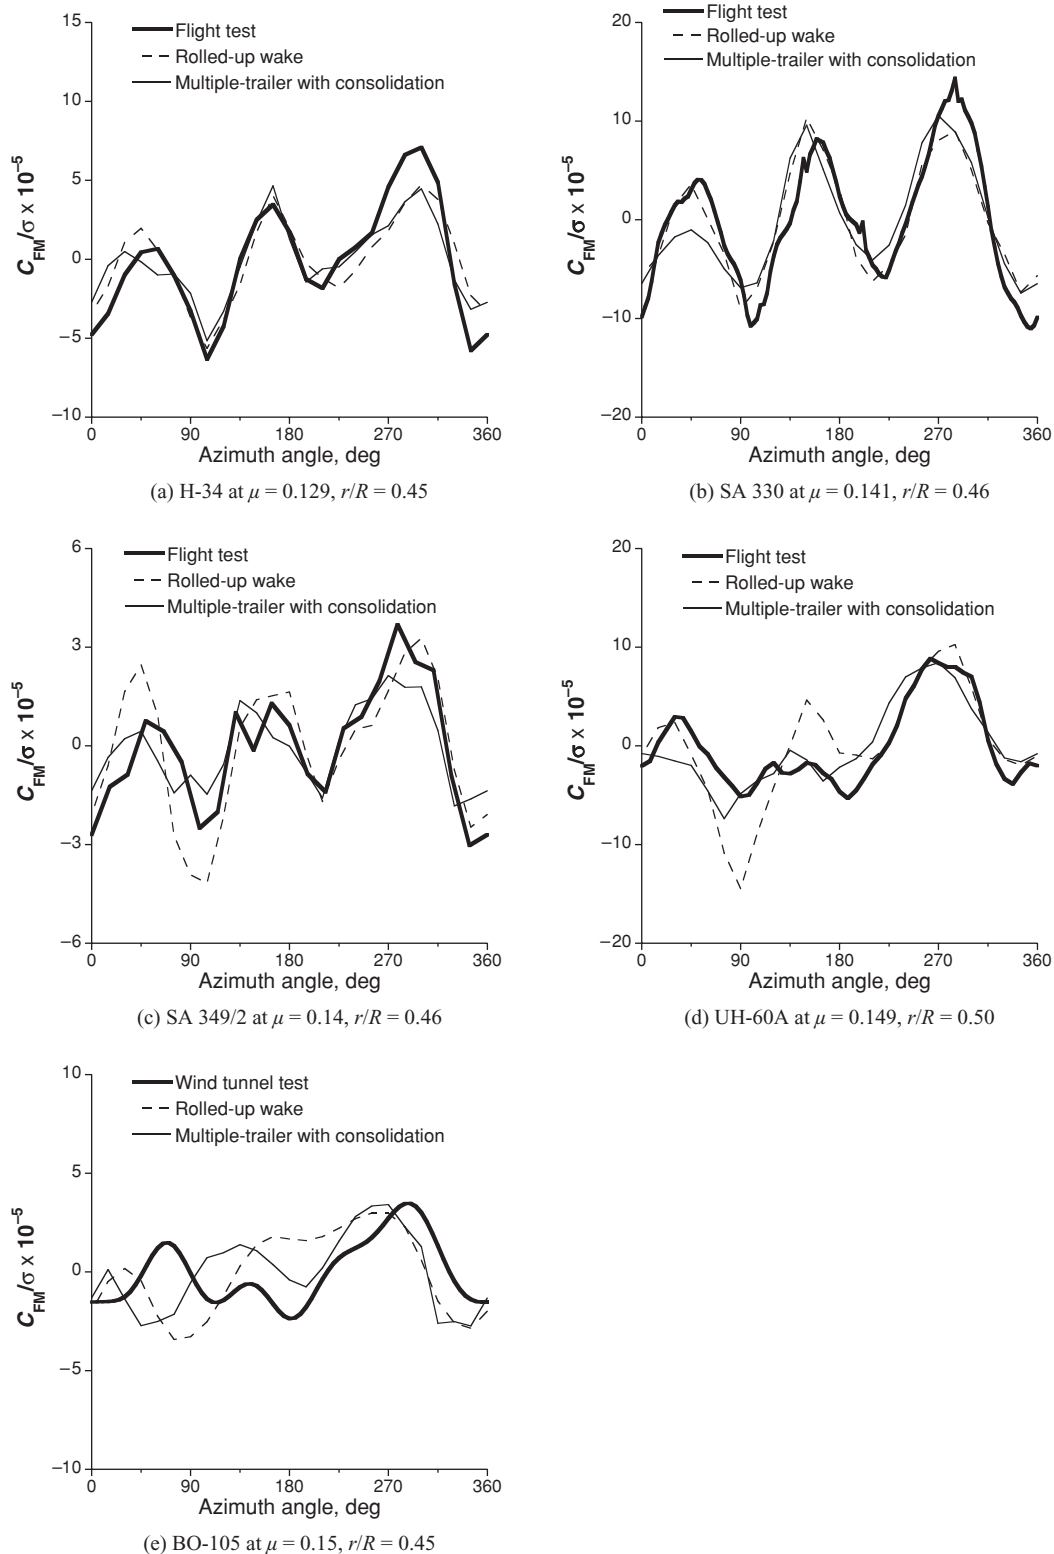 15
10
5
0
−5
−10
C_FM/σ x 10⁻⁵
Flight test
Rolled-up wake
Multiple-trailer with consolidation
0 90 180 270 360
Azimuth angle, deg
(a) H-34 at μ = 0.129, r/R = 0.45
20
10
0
−10
−20
C_FM/σ x 10⁻⁵
Flight test
Rolled-up wake
Multiple-trailer with consolidation
0 90 180 270 360
Azimuth angle, deg
(b) SA 330 at μ = 0.141, r/R = 0.46
6
3
0
−3
−6
C_FM/σ x 10⁻⁵
Flight test
Rolled-up wake
Multiple-trailer with consolidation
0 90 180 270 360
Azimuth angle, deg
(c) SA 349/2 at μ = 0.14, r/R = 0.46
20
10
0
−10
−20
C_FM/σ x 10⁻⁵
Flight test
Rolled-up wake
Multiple-trailer with consolidation
0 90 180 270 360
Azimuth angle, deg
(d) UH-60A at μ = 0.149, r/R = 0.50
10
5
0
−5
−10
C_FM/σ x 10⁻⁵
Wind tunnel test
Rolled-up wake
Multiple-trailer with consolidation
0 90 180 270 360
Azimuth angle, deg
(e) BO-105 at μ = 0.15, r/R = 0.45